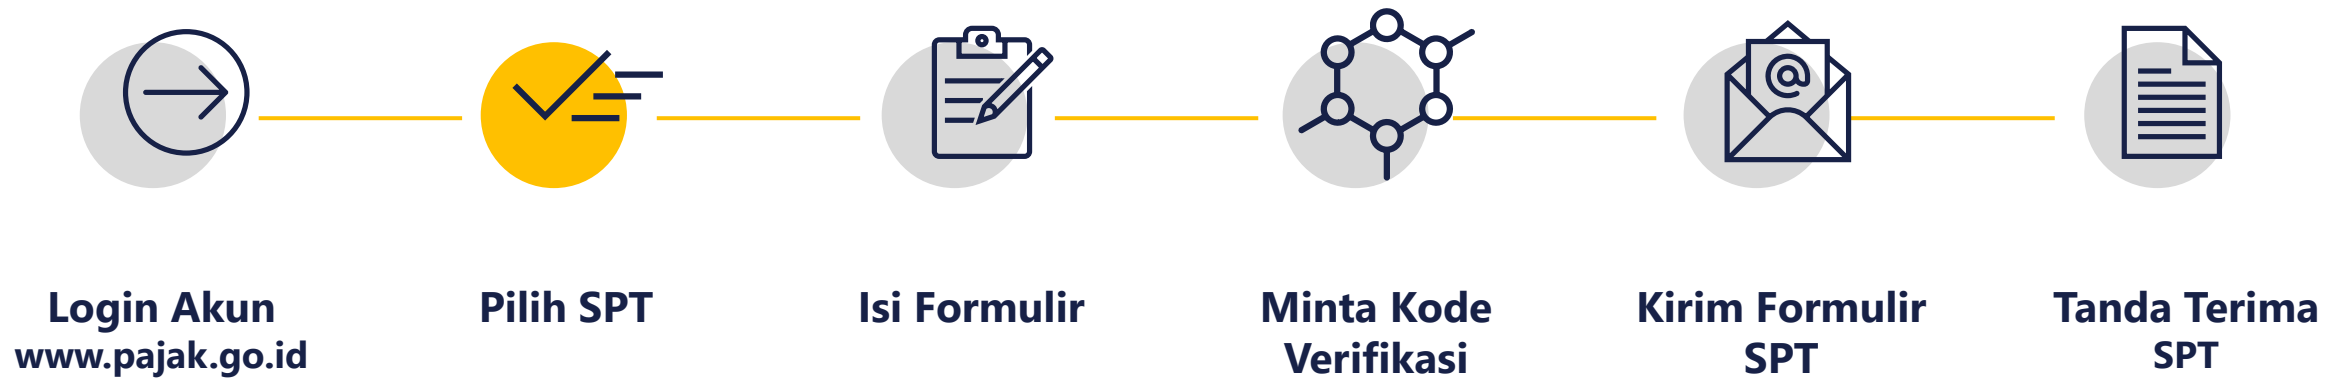 Login Akun
www.pajak.go.id
Pilih SPT
Isi Formulir
Minta Kode
Verifikasi
Kirim Formulir
SPT
Tanda Terima
SPT